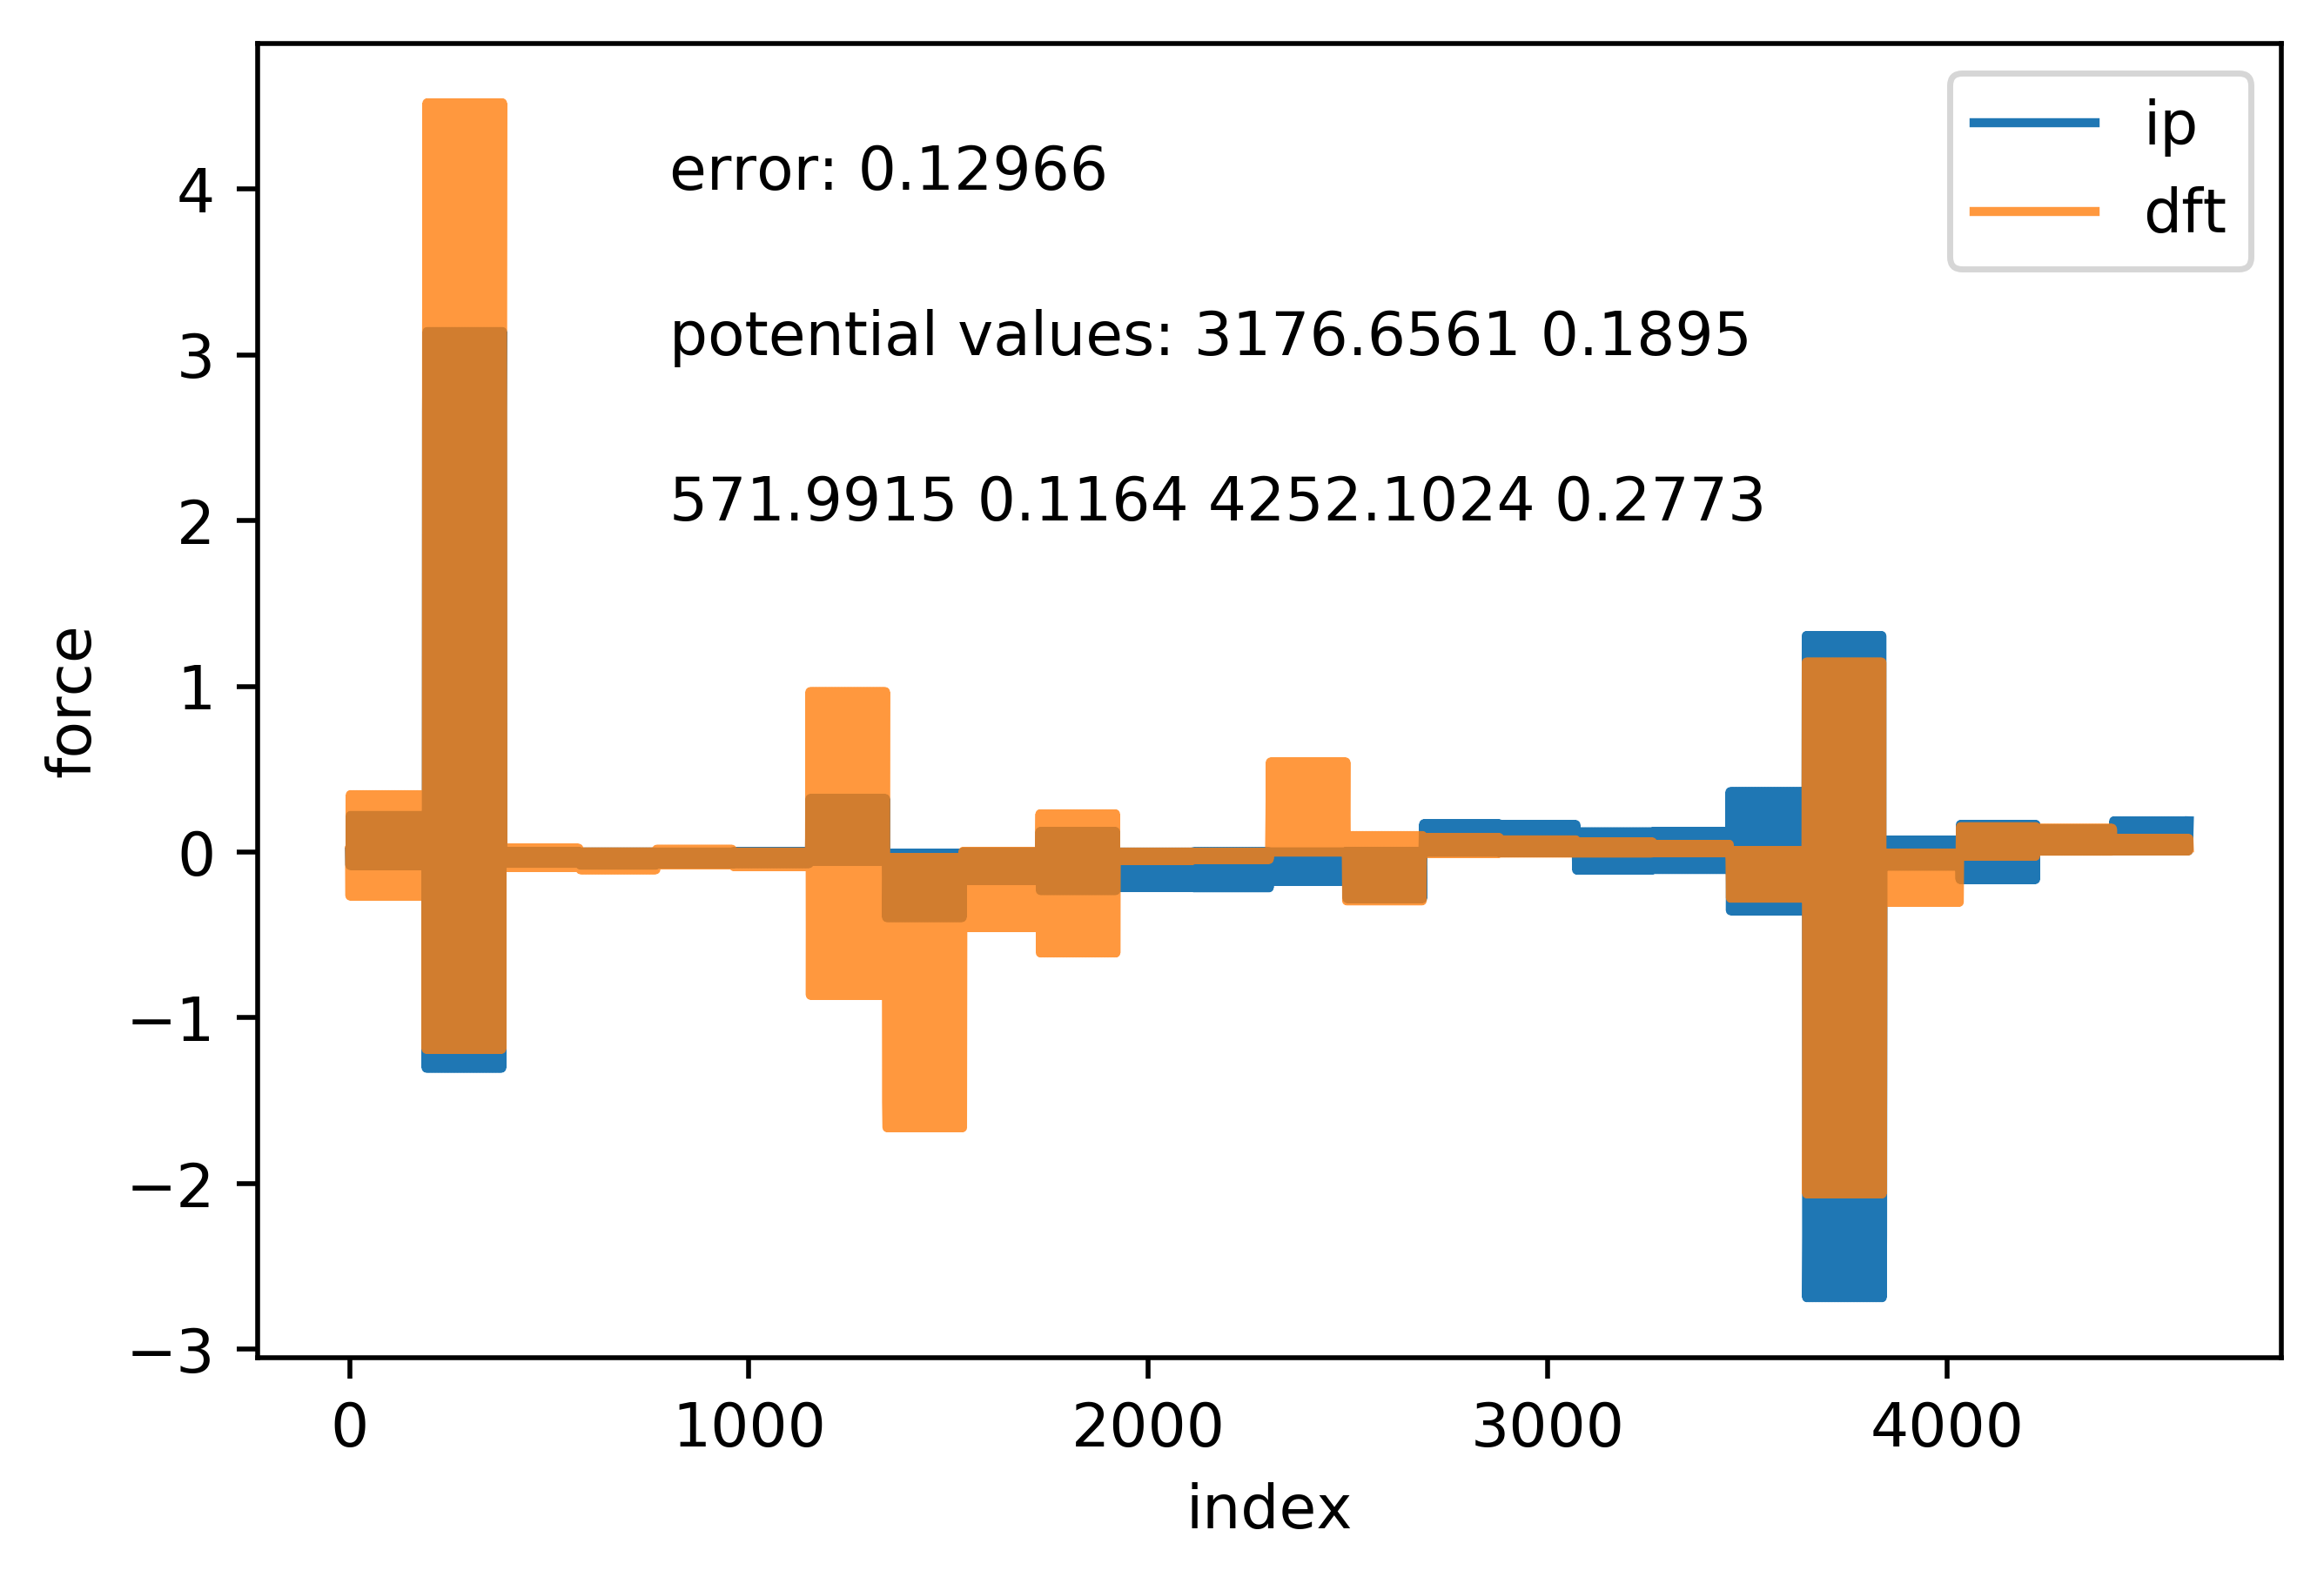 error: 0.12966
potential values: 3176.6561 0.1895
571.9915 0.1164 4252.1024 0.2773
ip
dft
force
4
3
2
1
0
−1
−2
−3
0 1000 2000 3000 4000
index